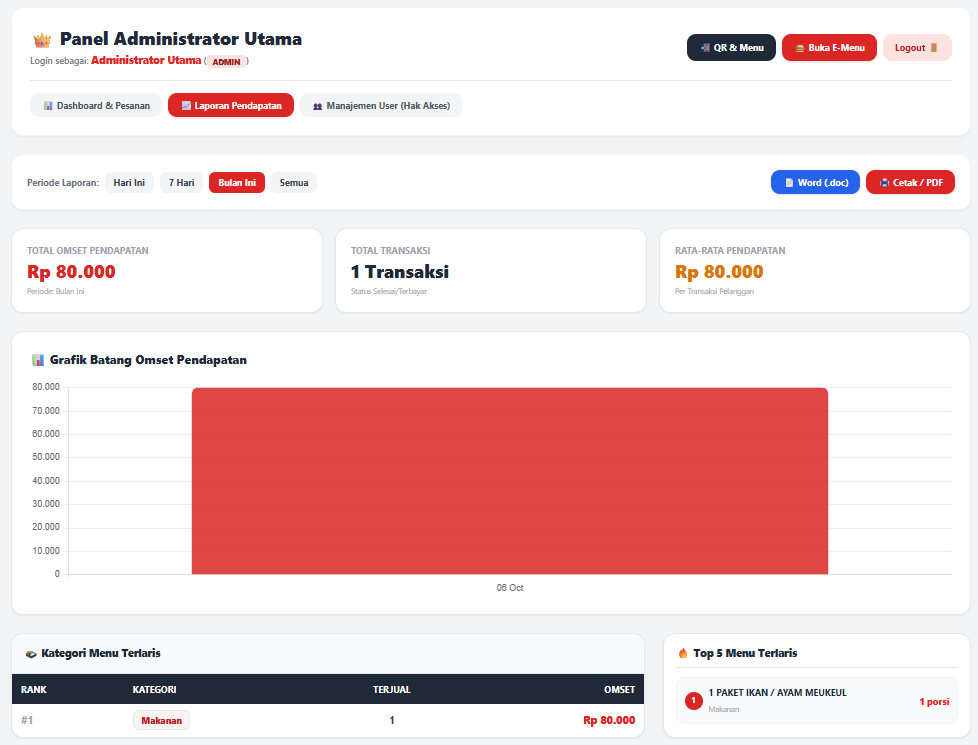 Panel Administrator Utama
Login sebagai: Administrator Utama ( ADMIN )
QR & Menu
Buka E-Menu
Logout
Dashboard & Pesanan
Laporan Pendapatan
Manajemen User (Hak Akses)
Periode Laporan:
Hari Ini
7 Hari
Bulan Ini
Semua
Word (.doc)
Cetak / PDF
TOTAL OMSET PENDAPATAN
Rp 80.000
Periode: Bulan Ini
TOTAL TRANSAKSI
1 Transaksi
Status Selesai/Terbayar
RATA-RATA PENDAPATAN
Rp 80.000
Per Transaksi Pelanggan
Grafik Batang Omset Pendapatan
80.000
70.000
60.000
50.000
40.000
30.000
20.000
10.000
0
06 Oct
Kategori Menu Terlaris
RANK KATEGORI TERJUAL OMSET
#1 Makanan 1 Rp 80.000
Top 5 Menu Terlaris
1
1 PAKET IKAN / AYAM MEUKEUL
Makanan
1 porsi